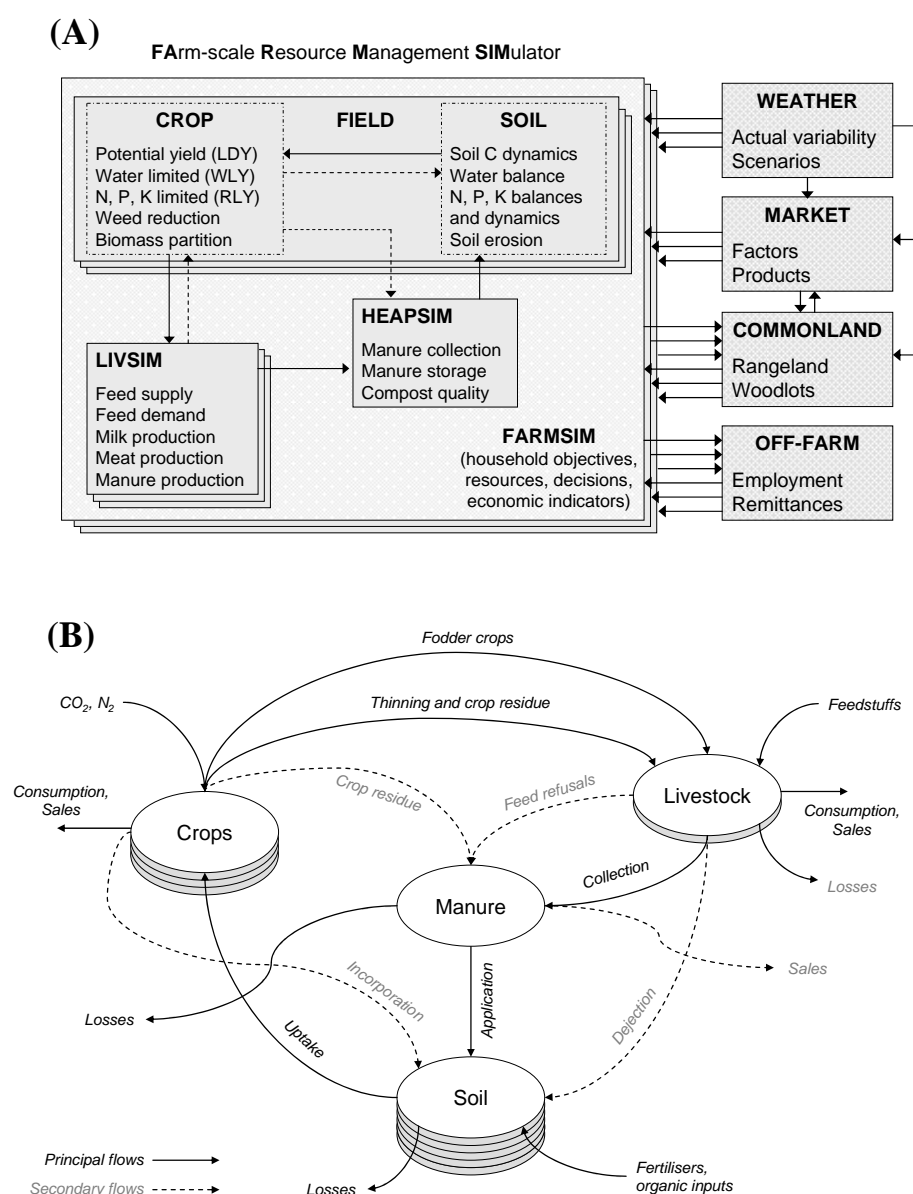 (A)
FArm-scale Resource Management SIMulator
CROP
Potential yield (LDY)
Water limited (WLY)
N, P, K limited (RLY)
Weed reduction
Biomass partition
FIELD
SOIL
Soil C dynamics
Water balance
N, P, K balances
and dynamics
Soil erosion
HEAPSIM
Manure collection
Manure storage
Compost quality
LIVSIM
Feed supply
Feed demand
Milk production
Meat production
Manure production
FARMSIM
(household objectives,
resources, decisions,
economic indicators)
WEATHER
Actual variability
Scenarios
MARKET
Factors
Products
COMMONLAND
Rangeland
Woodlots
OFF-FARM
Employment
Remittances
(B)
Fodder crops
CO2, N2
Thinning and crop residue
Feedstuffs
Consumption,
Sales
Crops
Crop residue
Feed refusals
Livestock
Consumption,
Sales
Collection
Losses
Manure
Incorporation
Application
Dejection
Sales
Losses
Uptake
Soil
Principal flows
Secondary flows
Losses
Fertilisers,
organic inputs